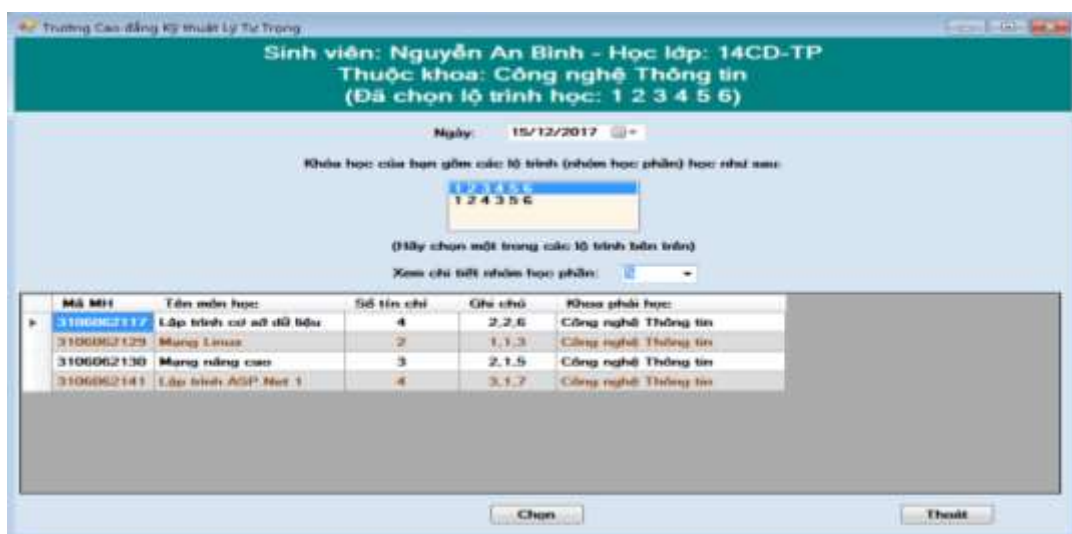 Trường Cao đẳng Kỹ thuật Lý Tự Trọng
Sinh viên: Nguyễn An Bình - Học lớp: 14CD-TP
Thuộc khoa: Công nghệ Thông tin
(Đã chọn lộ trình học: 1 2 3 4 5 6)
Ngày: 15/12/2017
Khóa học của bạn gồm các lộ trình (nhóm học phần) học như sau:
1 2 3 4 5 6
1 2 4 3 5 6
(Hãy chọn một trong các lộ trình bên trên)
Xem chi tiết nhóm học phần: 5
Mã MH Tên môn học Số tín chỉ Ghi chú Khoa phải học
3106062117 Lập trình cơ sở dữ liệu 4 2,2,6 Công nghệ Thông tin
3106062129 Mạng Linux 2 1,1,3 Công nghệ Thông tin
3106062130 Mạng nâng cao 3 2,1,5 Công nghệ Thông tin
3106062141 Lập trình ASP.Net 1 4 3,1,7 Công nghệ Thông tin
Chọn Thoát